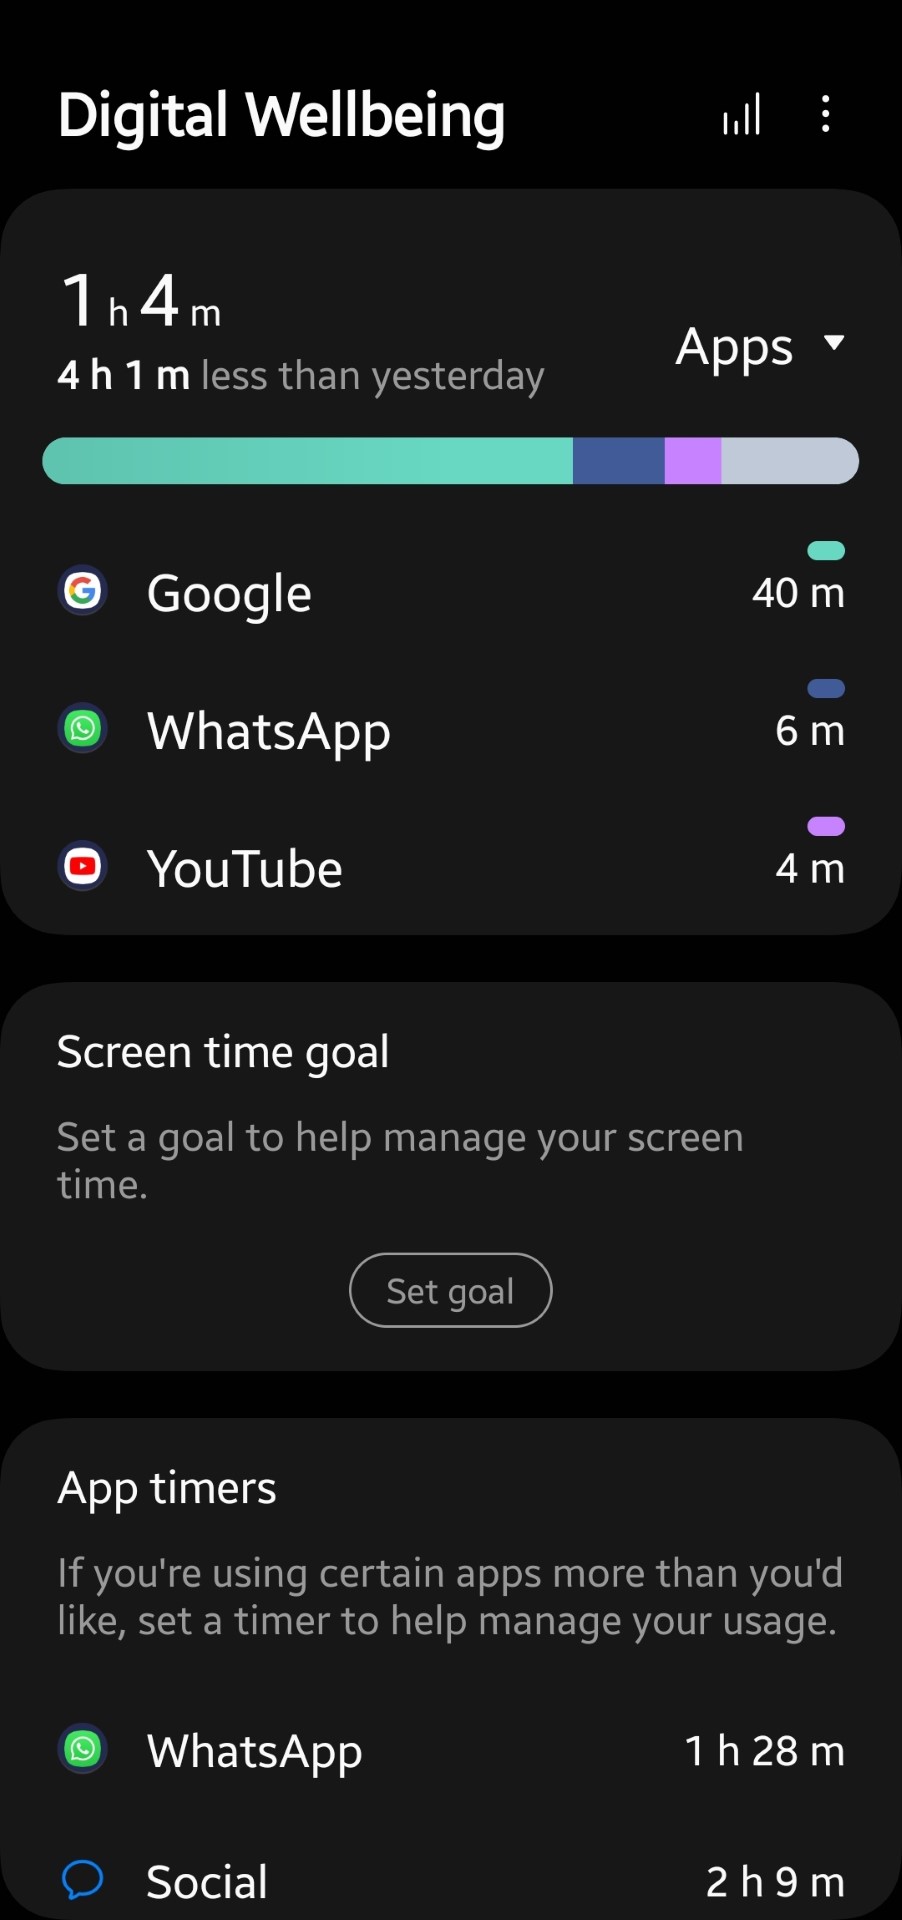 Digital Wellbeing
1 h 4 m
4 h 1 m less than yesterday
Apps
Google
40 m
WhatsApp
6 m
YouTube
4 m
Screen time goal
Set a goal to help manage your screen
time.
Set goal
App timers
If you're using certain apps more than you'd
like, set a timer to help manage your usage.
WhatsApp
1 h 28 m
Social
2 h 9 m